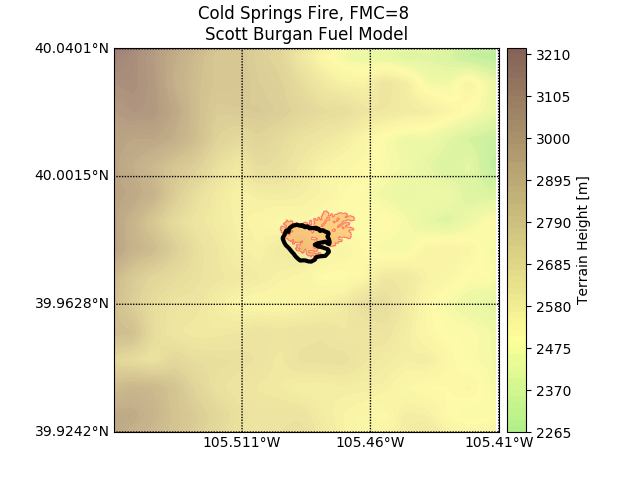 Cold Springs Fire, FMC=8
Scott Burgan Fuel Model
40.0401°N
40.0015°N
39.9628°N
39.9242°N
105.511°W
105.46°W
105.41°W
3210
3105
3000
2895
2790
2685
2580
2475
2370
2265
Terrain Height [m]